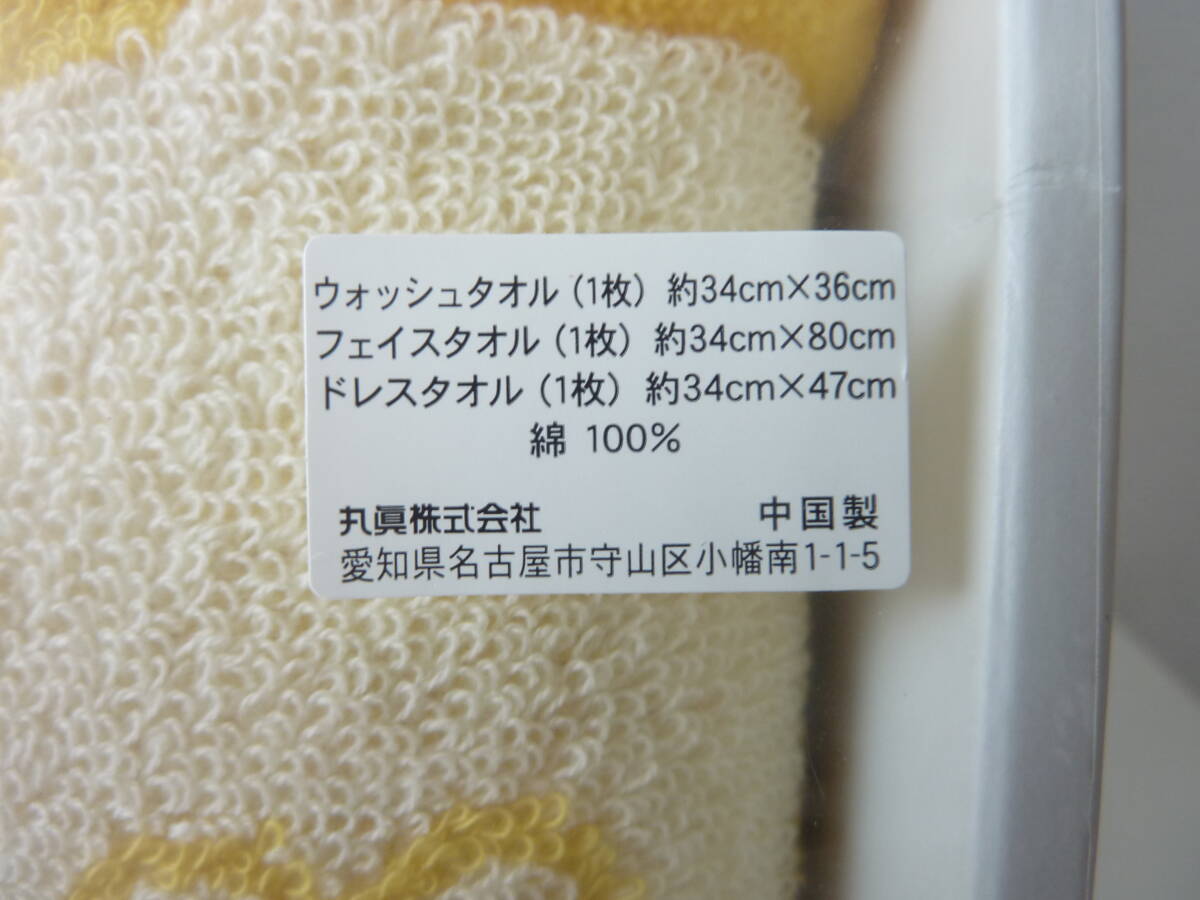 ウォッシュタオル（1枚）約34cm×36cm
フェイスタオル（1枚）約34cm×80cm
ドレスタオル（1枚）約34cm×47cm
綿 100%
丸眞株式会社 中国製
愛知県名古屋市守山区小幡南1-1-5